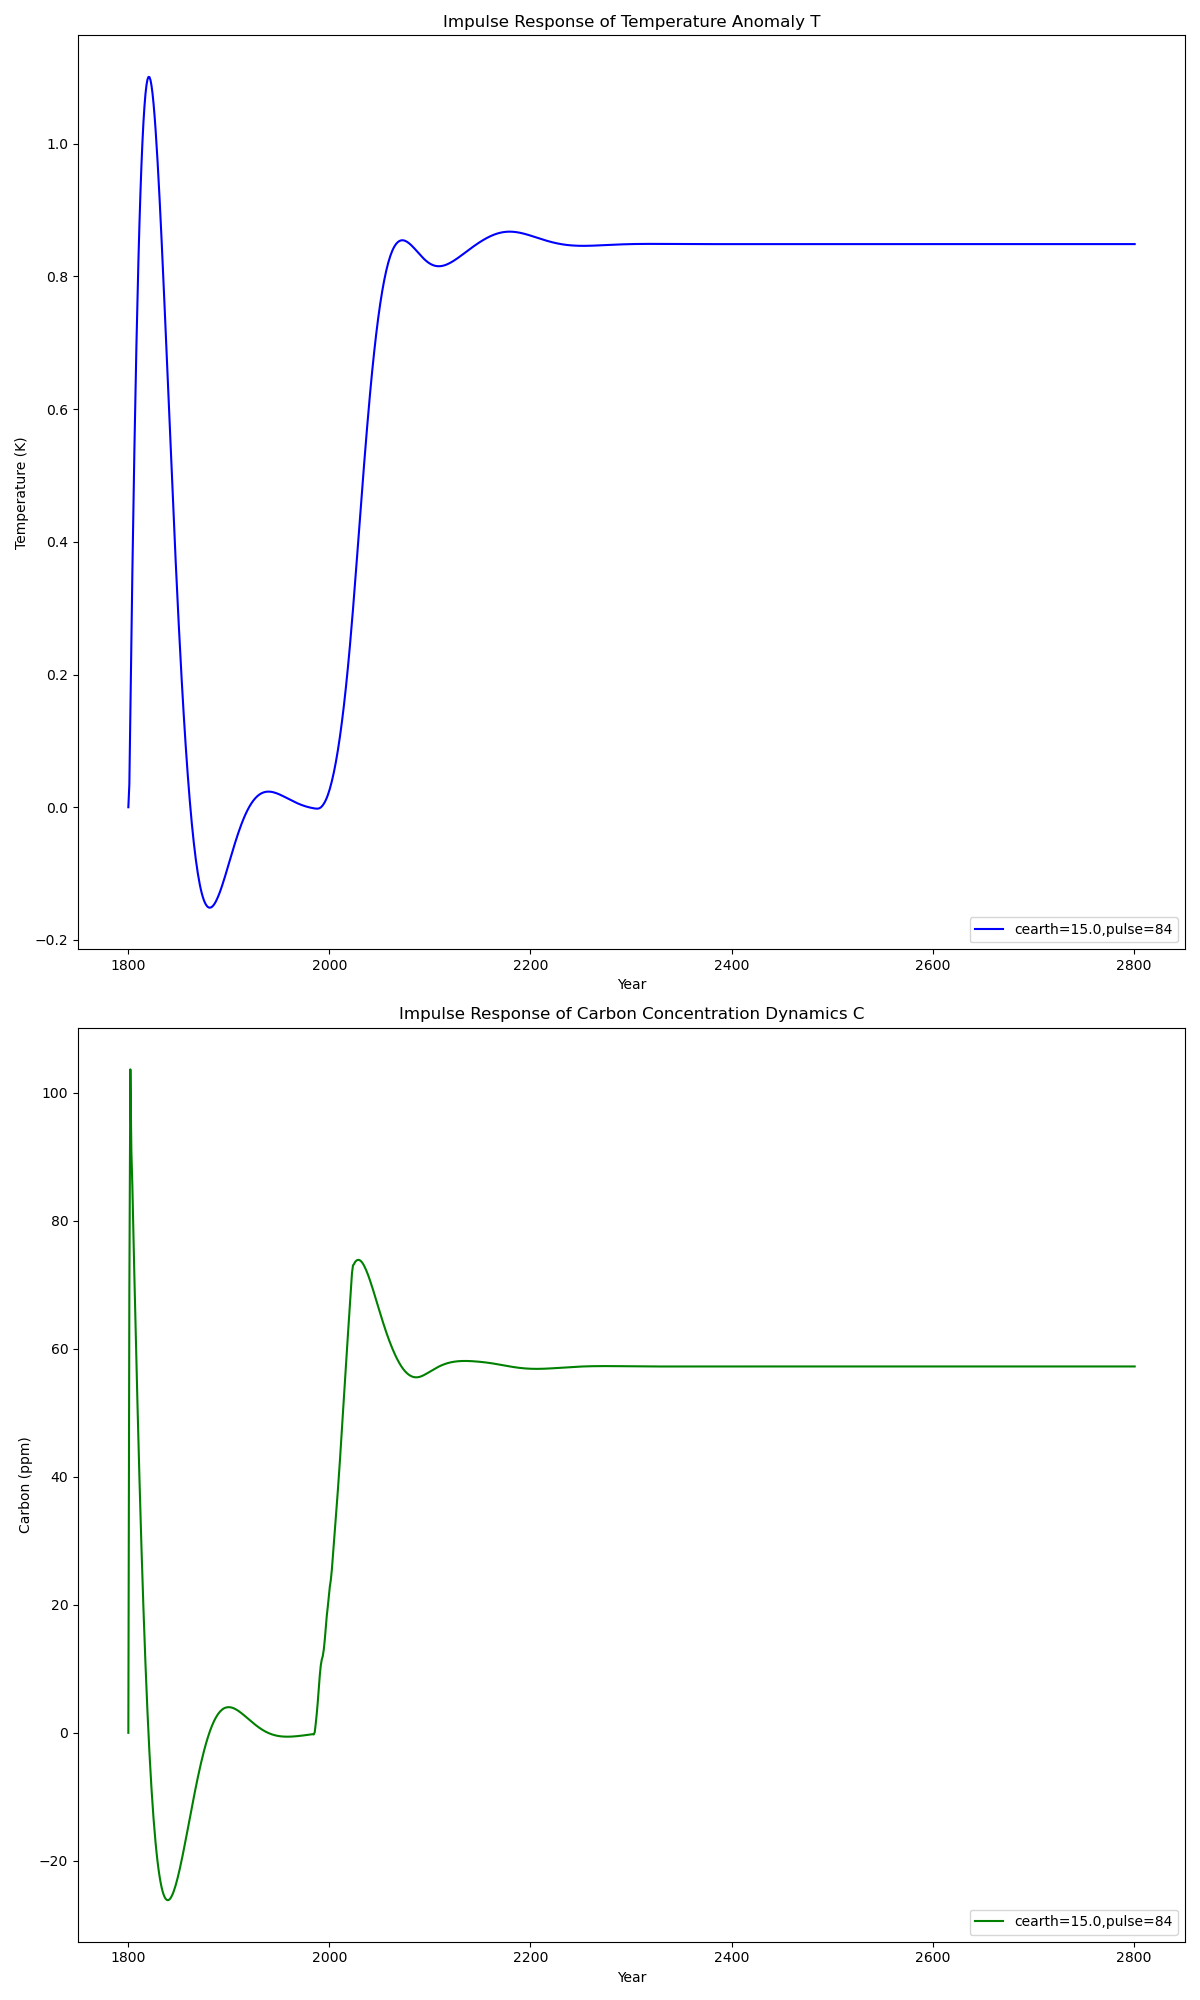 Impulse Response of Temperature Anomaly T
1.0
0.8
0.6
0.4
0.2
0.0
−0.2
Temperature (K)
cearth=15.0,pulse=84
1800 2000 2200 2400 2600 2800
Year
Impulse Response of Carbon Concentration Dynamics C
100
80
60
40
20
0
−20
Carbon (ppm)
cearth=15.0,pulse=84
1800 2000 2200 2400 2600 2800
Year